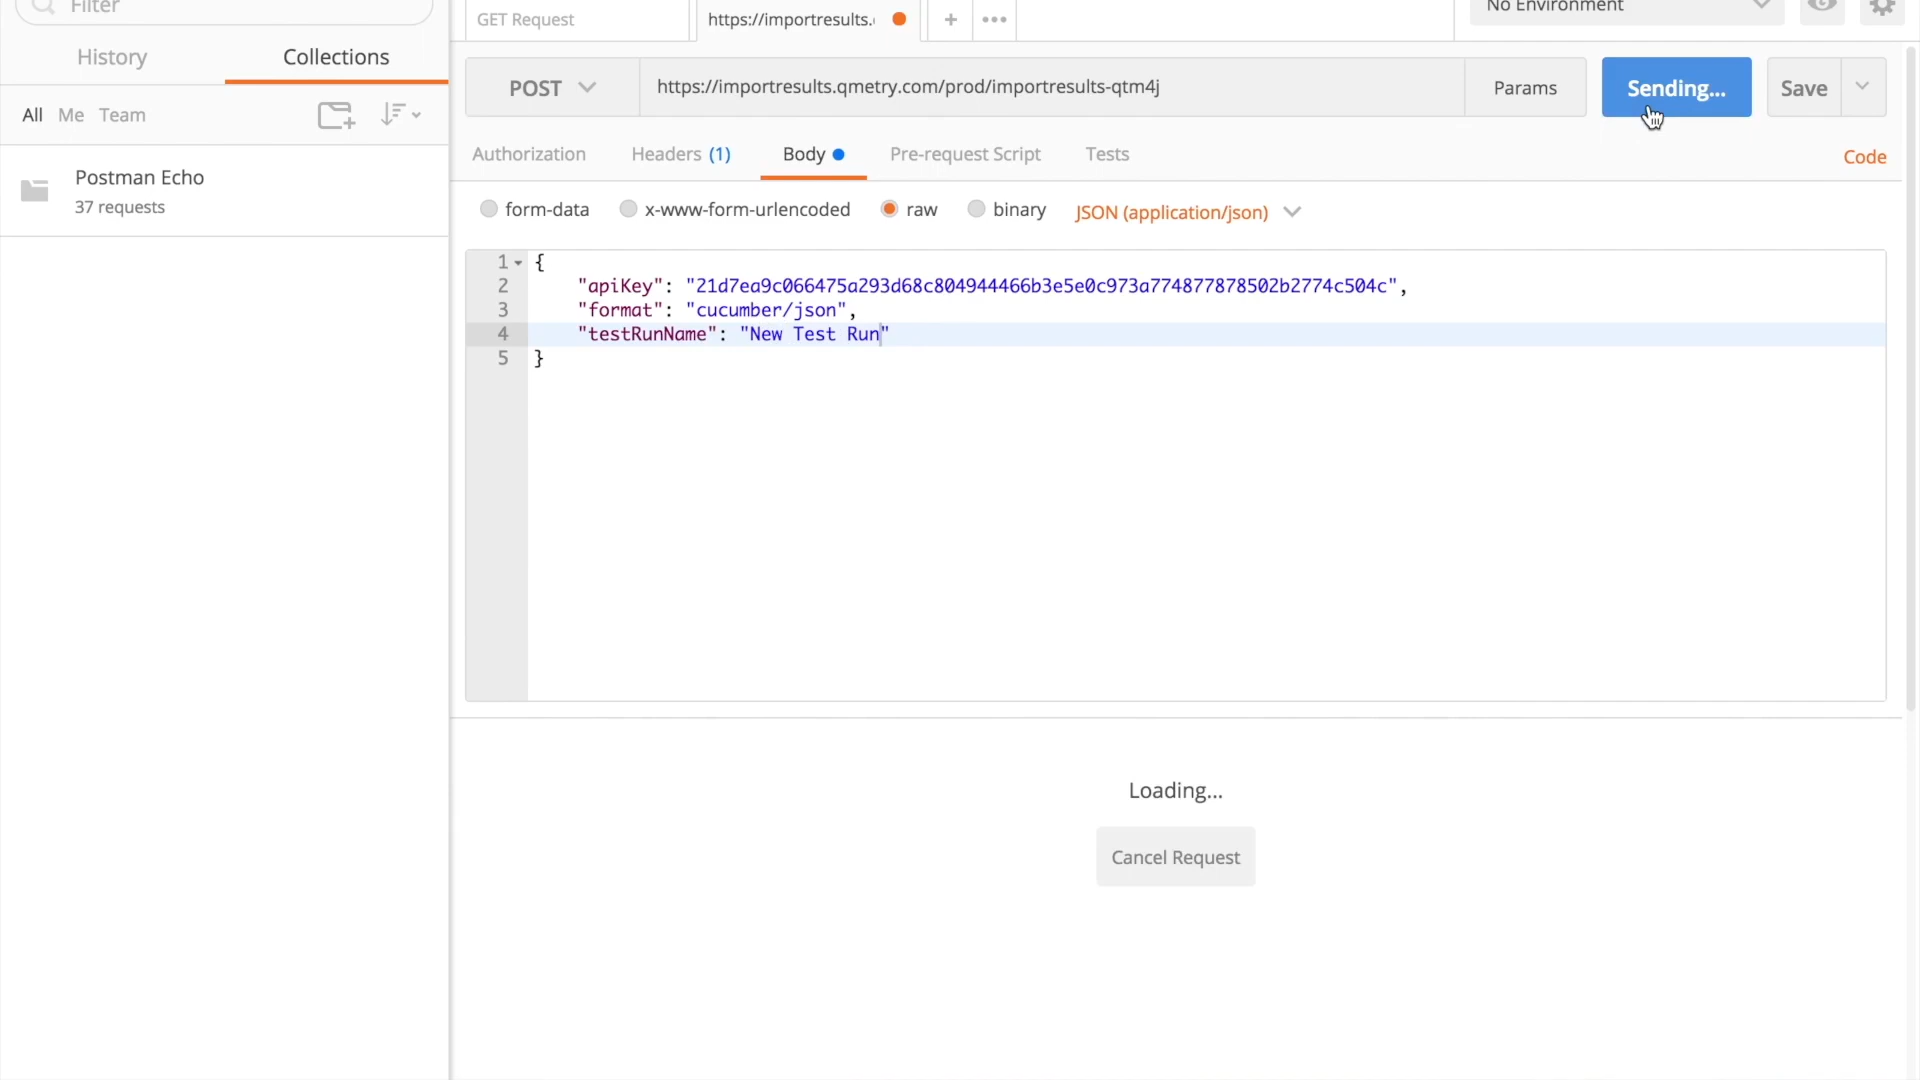 Filter
GET Request
https://importresults.
+
No Environment
History
Collections
POST
https://importresults.qmetry.com/prod/importresults-qtm4j
Params
Sending...
Save
All Me Team
Authorization
Headers (1)
Body
Pre-request Script
Tests
Code
Postman Echo
37 requests
form-data
x-www-form-urlencoded
raw
binary
JSON (application/json)
1 {
2 "apiKey": "21d7ea9c066475a293d68c804944466b3e5e0c973a774877878502b2774c504c",
3 "format": "cucumber/json",
4 "testRunName": "New Test Run"
5 }
Loading...
Cancel Request